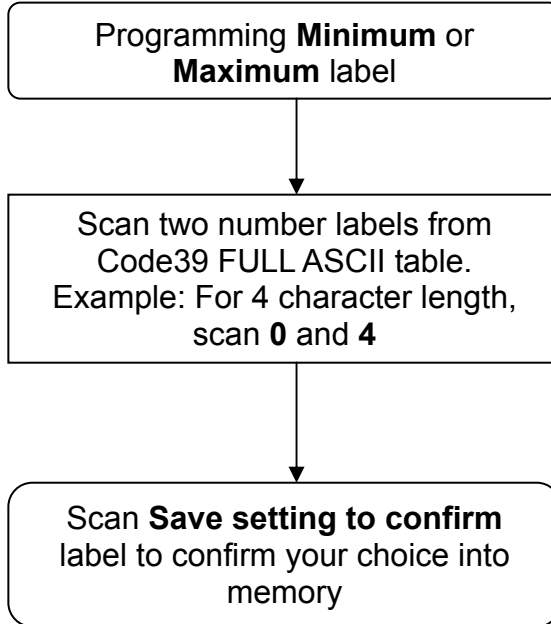 Programming Minimum or
Maximum label
Scan two number labels from
Code39 FULL ASCII table.
Example: For 4 character length,
scan 0 and 4
Scan Save setting to confirm
label to confirm your choice into
memory